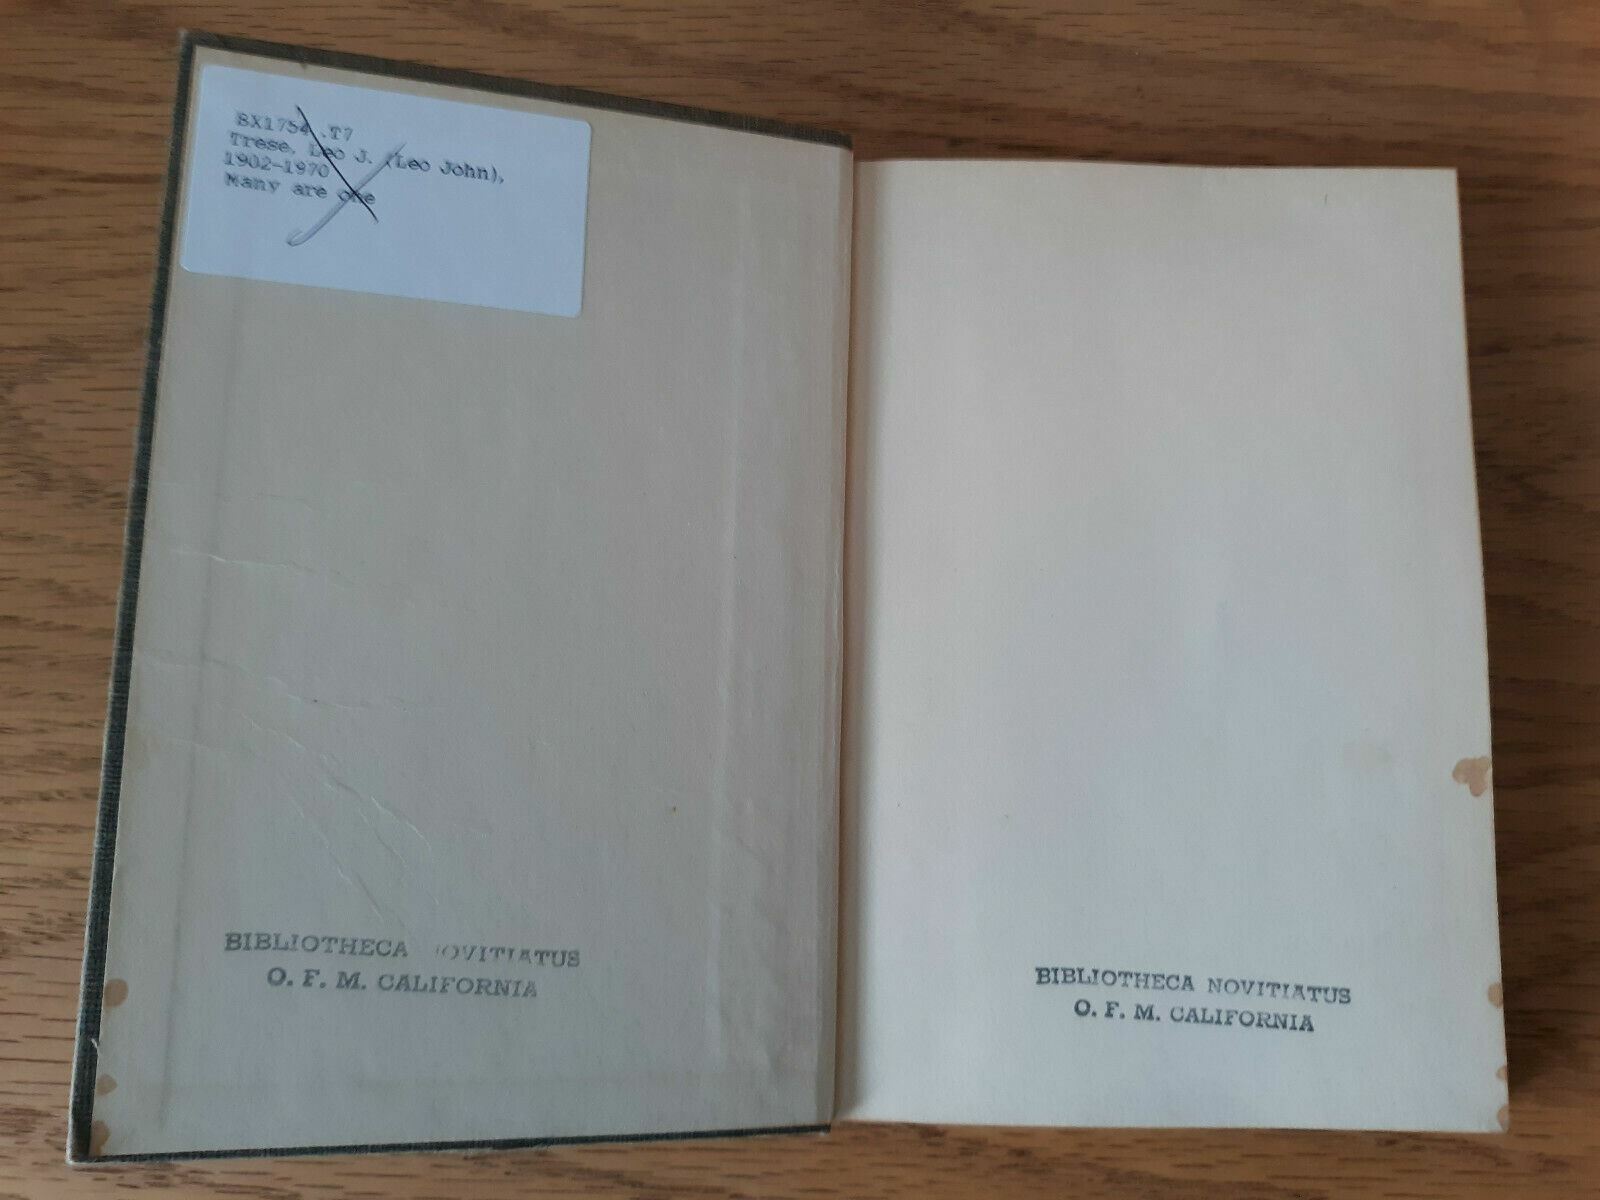 BX1754 .T7
Trese, Leo J. (Leo John),
1902-1970
Many are one
BIBLIOTHECA NOVITIATUS
O. F. M. CALIFORNIA
BIBLIOTHECA NOVITIATUS
O. F. M. CALIFORNIA